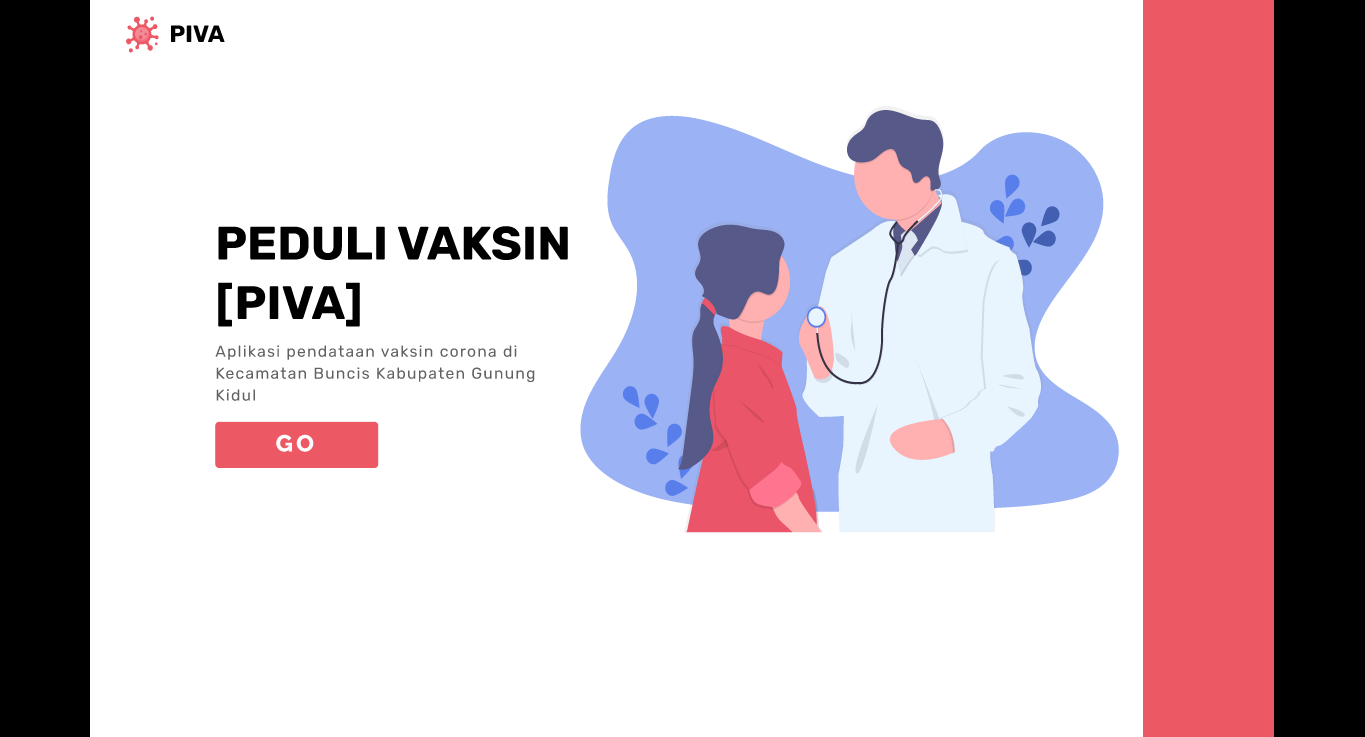 PIVA
PEDULI VAKSIN
[PIVA]
Aplikasi pendataan vaksin corona di
Kecamatan Buncis Kabupaten Gunung
Kidul
GO